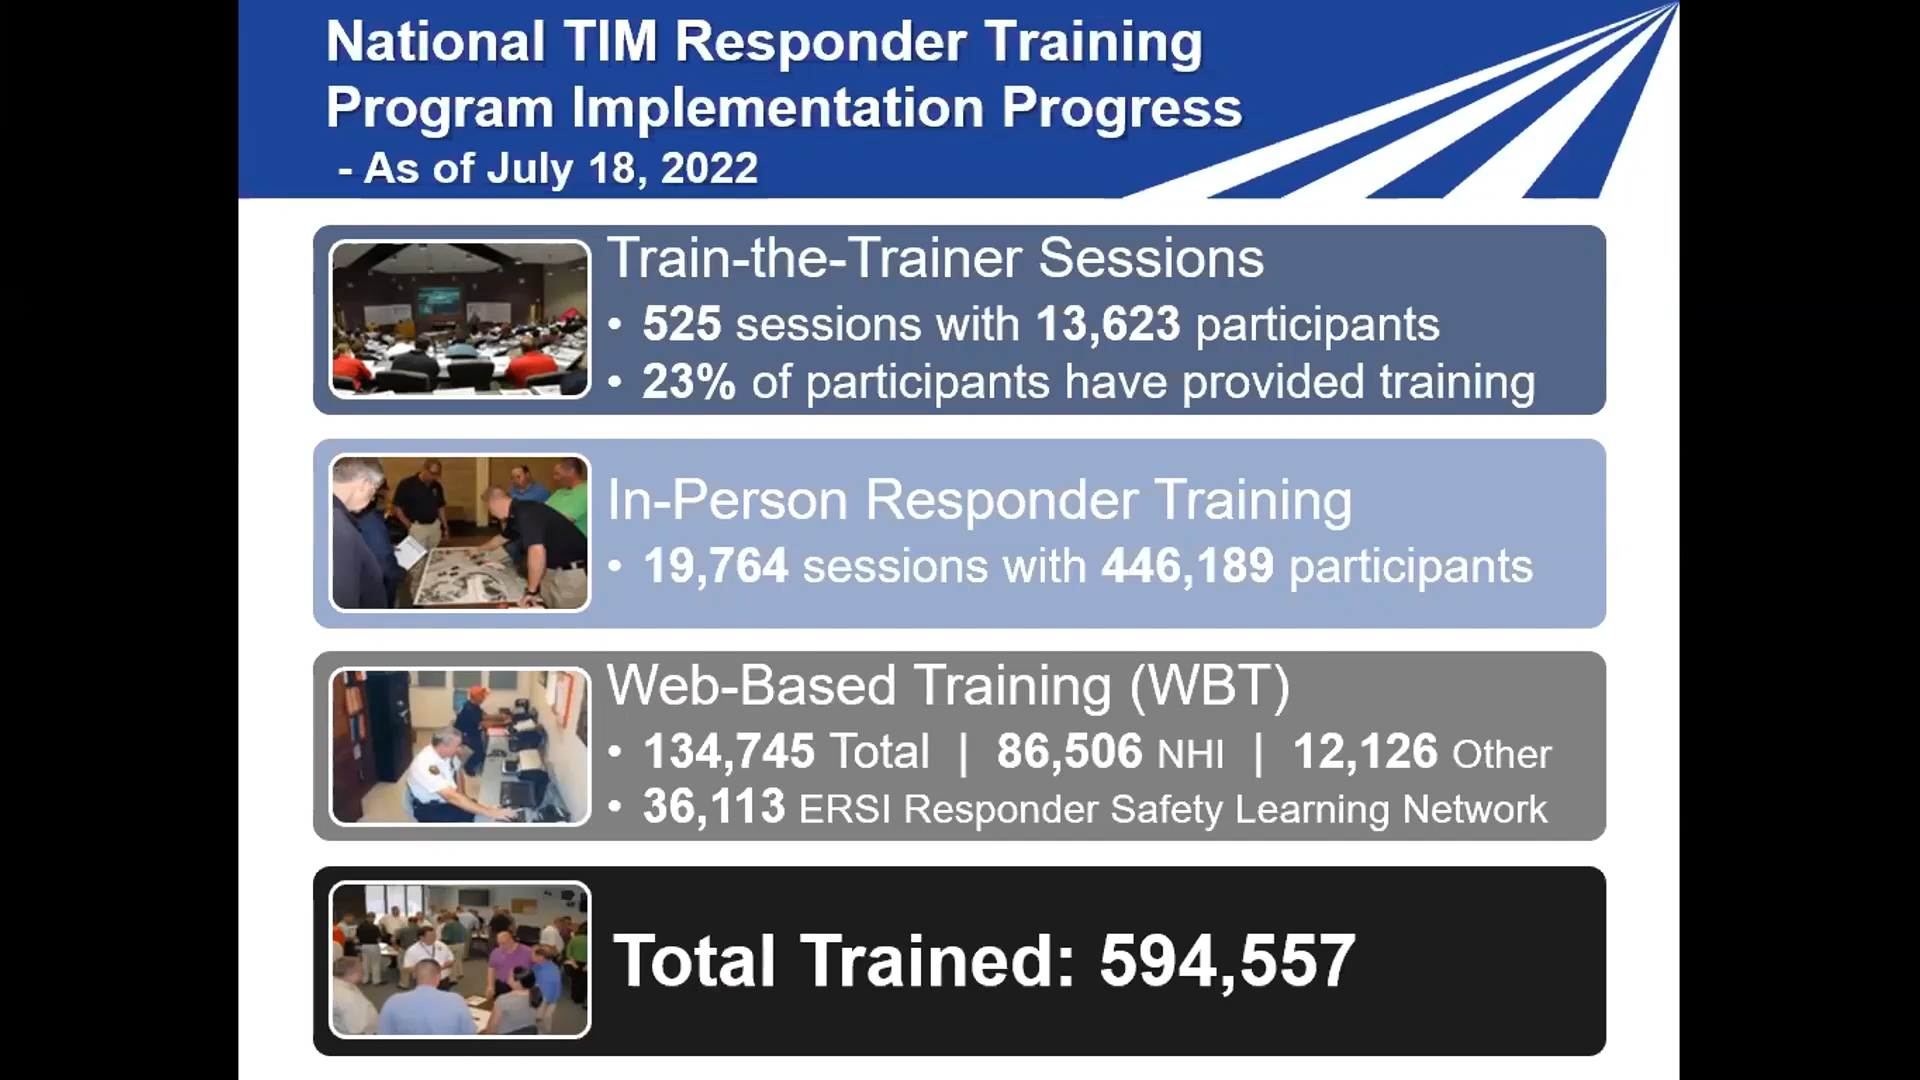 National TIM Responder Training
Program Implementation Progress
- As of July 18, 2022
Train-the-Trainer Sessions
• 525 sessions with 13,623 participants
• 23% of participants have provided training
In-Person Responder Training
• 19,764 sessions with 446,189 participants
Web-Based Training (WBT)
• 134,745 Total | 86,506 NHI | 12,126 Other
• 36,113 ERSI Responder Safety Learning Network
Total Trained: 594,557